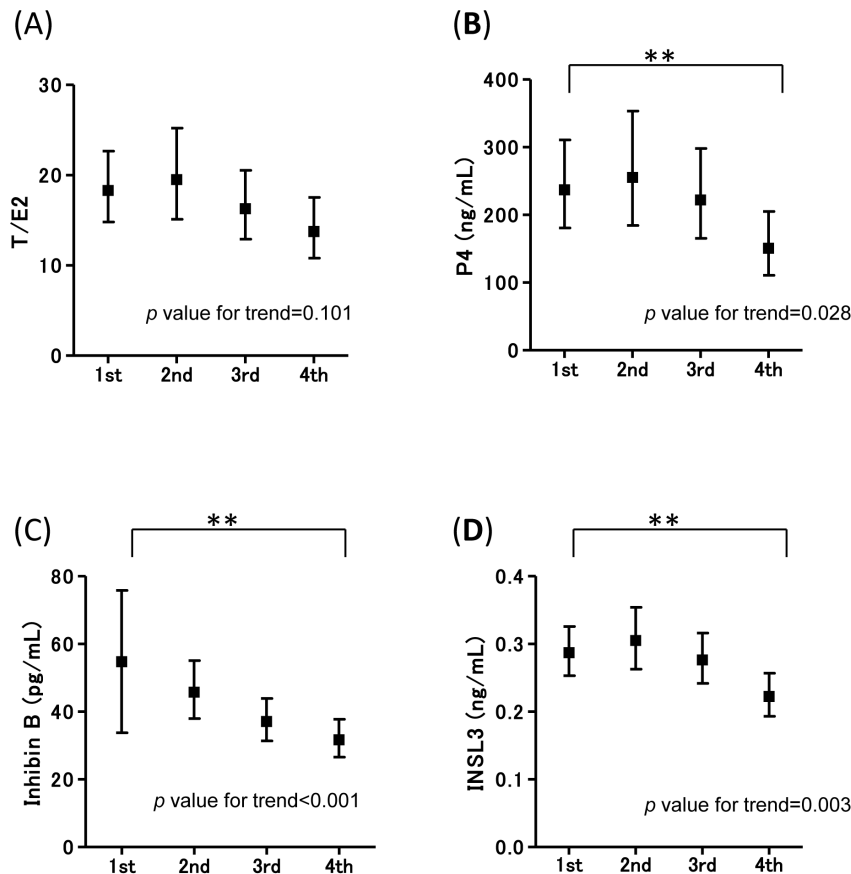 (A)
30
20
10
0
T/E2
p value for trend=0.101
1st 2nd 3rd 4th
(B)
**
400
300
200
100
0
P4 (ng/mL)
p value for trend=0.028
1st 2nd 3rd 4th
(C)
**
80
60
40
20
0
Inhibin B (pg/mL)
p value for trend<0.001
1st 2nd 3rd 4th
(D)
**
0.4
0.3
0.2
0.1
0.0
INSL3 (ng/mL)
p value for trend=0.003
1st 2nd 3rd 4th